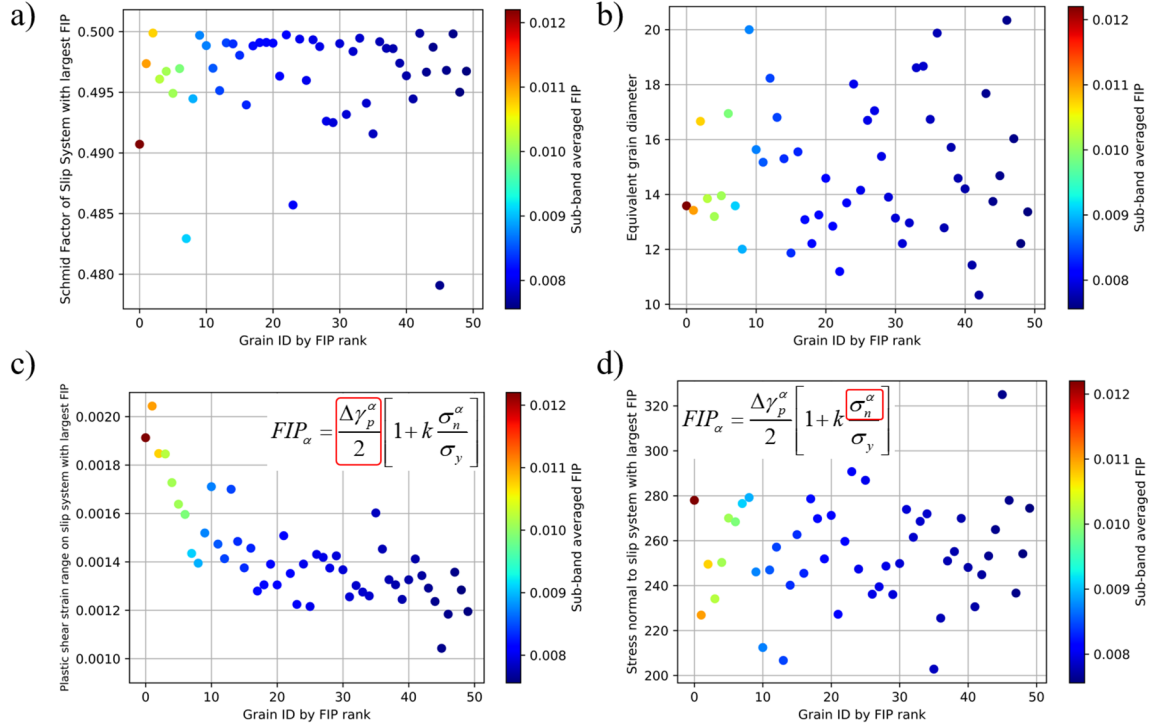 a)
Schmid Factor of Slip System with largest FIP
0.500
0.495
0.490
0.485
0.480
0 10 20 30 40 50
Grain ID by FIP rank
0.012
0.011
0.010
0.009
0.008
Sub-band averaged FIP
b)
Equivalent grain diameter
20
18
16
14
12
10
0 10 20 30 40 50
Grain ID by FIP rank
0.012
0.011
0.010
0.009
0.008
Sub-band averaged FIP
c)
Plastic shear strain range on slip system with largest FIP
0.0020
0.0018
0.0016
0.0014
0.0012
0.0010
FIP_α = Δγ_p^α / 2 [1 + k σ_n^α / σ_y]
0 10 20 30 40 50
Grain ID by FIP rank
0.012
0.011
0.010
0.009
0.008
Sub-band averaged FIP
d)
Stress normal to slip system with largest FIP
320
300
280
260
240
220
200
FIP_α = Δγ_p^α / 2 [1 + k σ_n^α / σ_y]
0 10 20 30 40 50
Grain ID by FIP rank
0.012
0.011
0.010
0.009
0.008
Sub-band averaged FIP